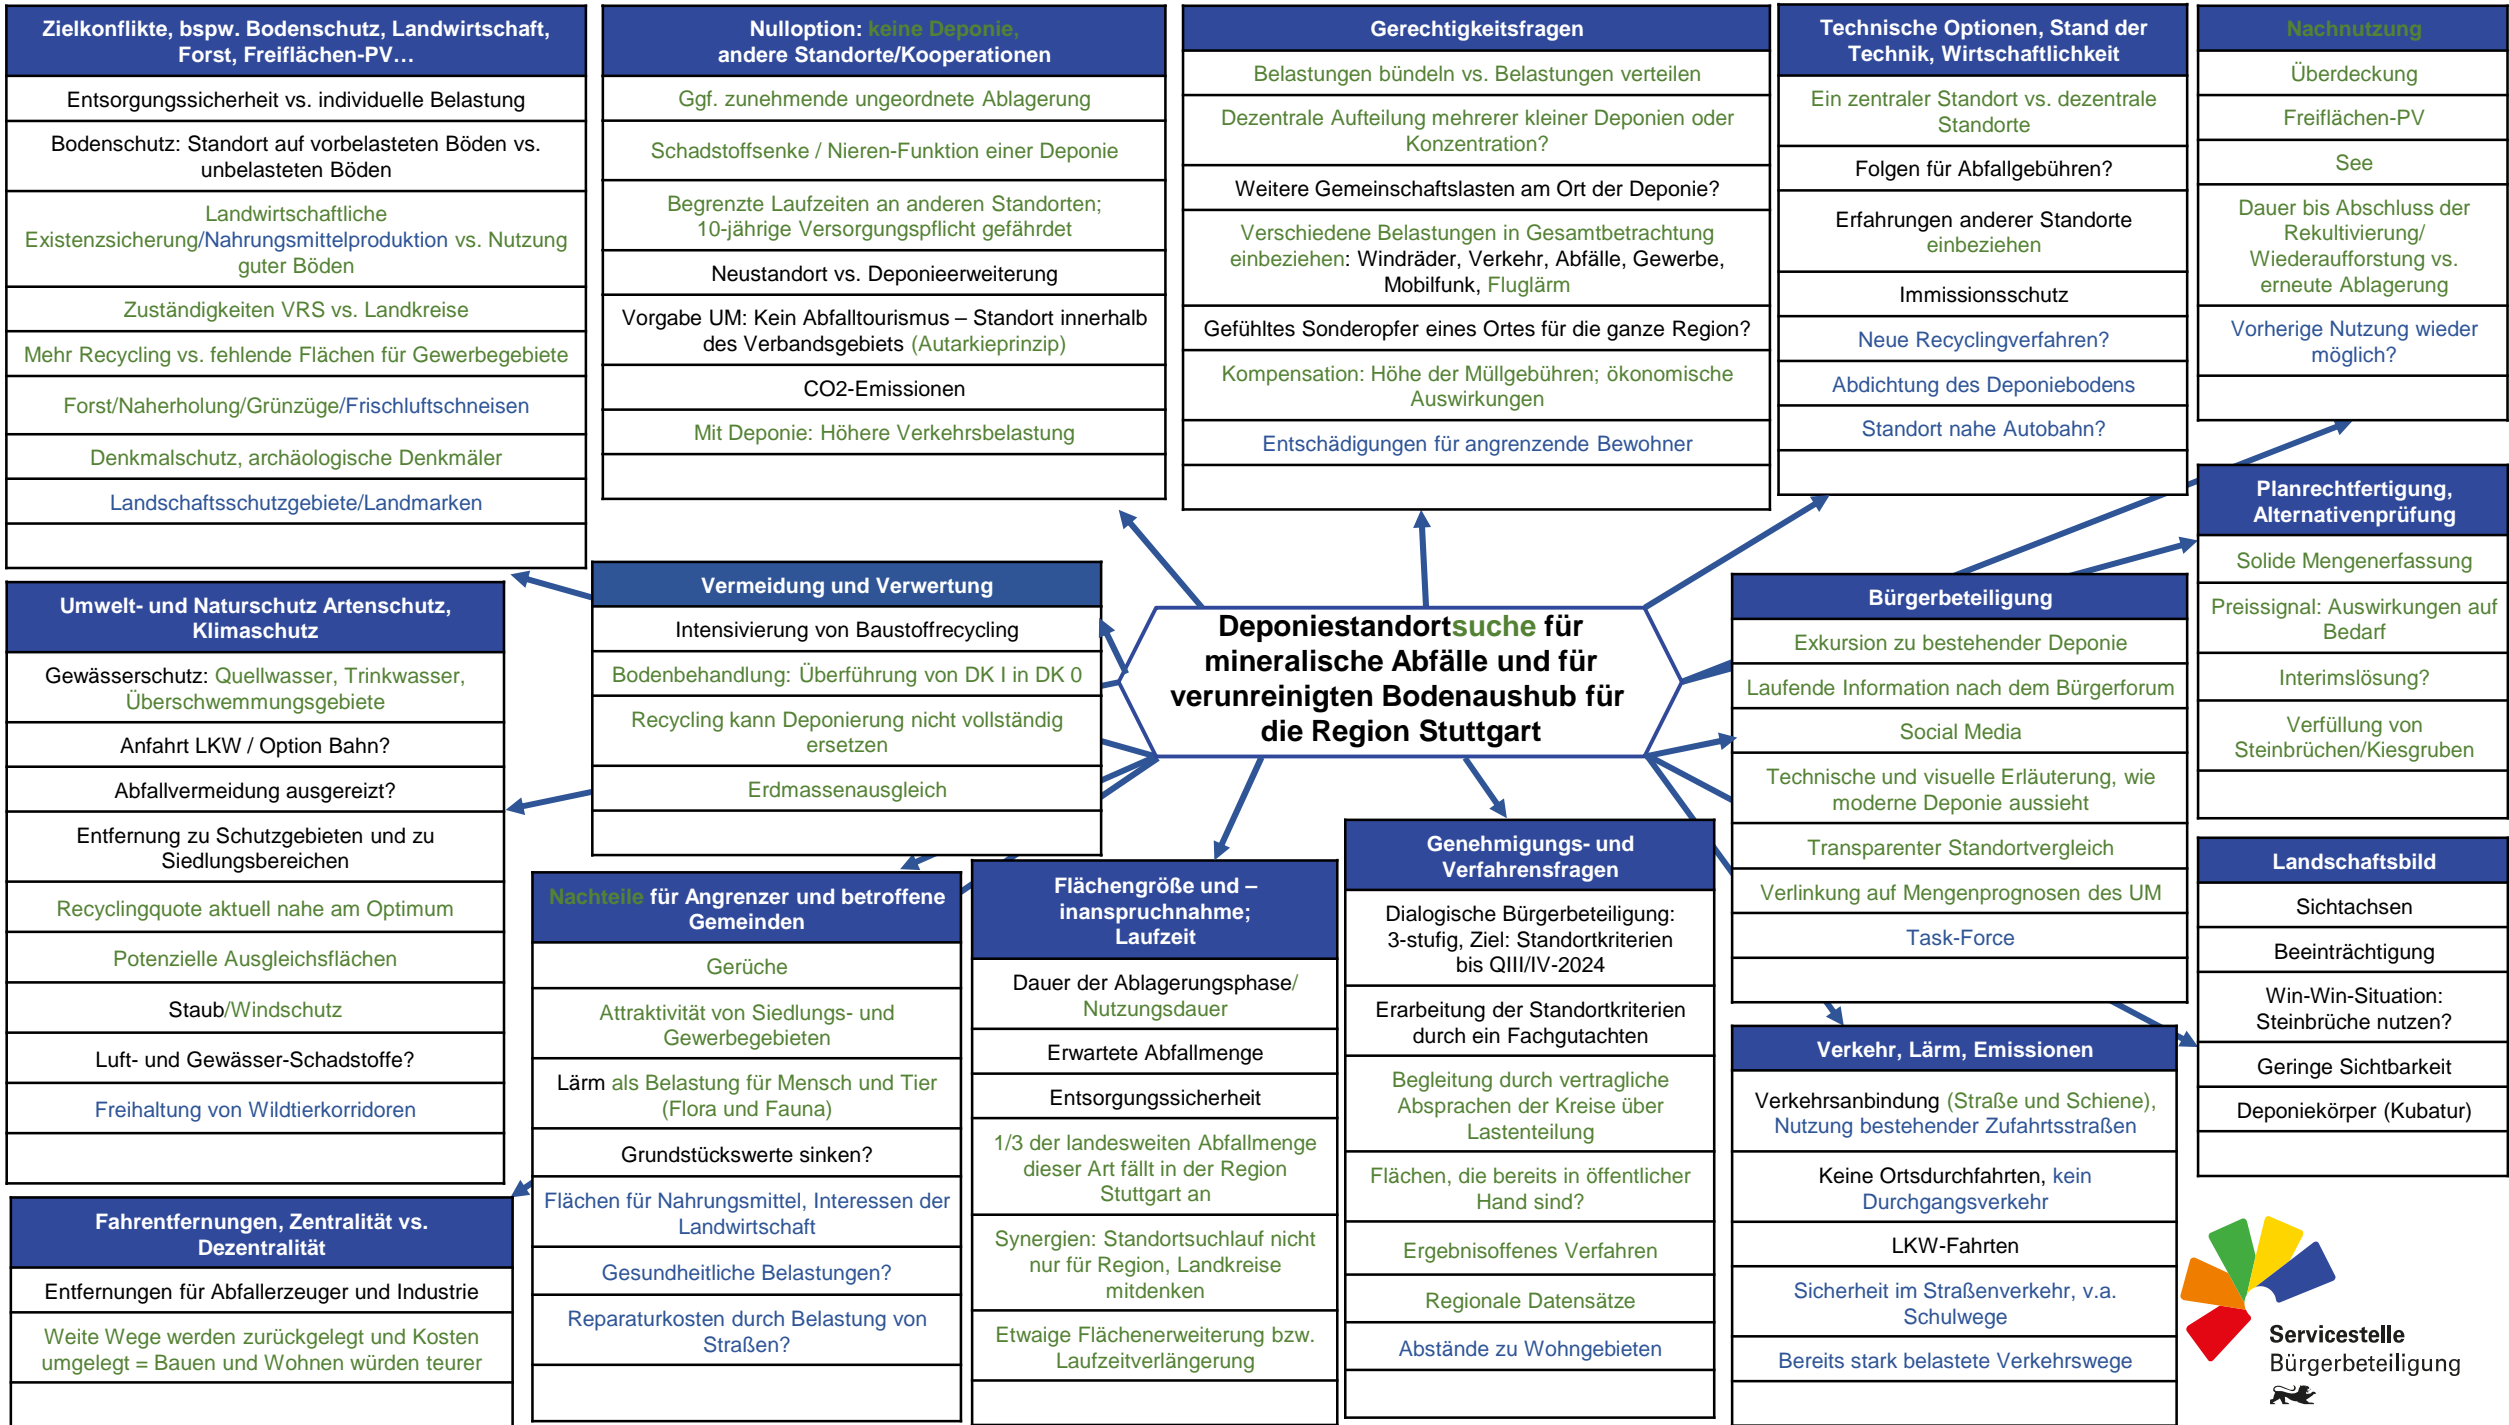 Zielkonflikte, bspw. Bodenschutz, Landwirtschaft,
Forst, Freiflächen-PV…
Entsorgungssicherheit vs. individuelle Belastung
Bodenschutz: Standort auf vorbelasteten Böden vs.
unbelasteten Böden
Landwirtschaftliche
Existenzsicherung/Nahrungsmittelproduktion vs. Nutzung
guter Böden
Zuständigkeiten VRS vs. Landkreise
Mehr Recycling vs. fehlende Flächen für Gewerbegebiete
Forst/Naherholung/Grünzüge/Frischluftschneisen
Denkmalschutz, archäologische Denkmäler
Landschaftsschutzgebiete/Landmarken
Nulloption: keine Deponie,
andere Standorte/Kooperationen
Ggf. zunehmende ungeordnete Ablagerung
Schadstoffsenke / Nieren-Funktion einer Deponie
Begrenzte Laufzeiten an anderen Standorten;
10-jährige Versorgungspflicht gefährdet
Neustandort vs. Deponieerweiterung
Vorgabe UM: Kein Abfalltourismus – Standort innerhalb
des Verbandsgebiets (Autarkieprinzip)
CO2-Emissionen
Mit Deponie: Höhere Verkehrsbelastung
Gerechtigkeitsfragen
Belastungen bündeln vs. Belastungen verteilen
Dezentrale Aufteilung mehrerer kleiner Deponien oder
Konzentration?
Weitere Gemeinschaftslasten am Ort der Deponie?
Verschiedene Belastungen in Gesamtbetrachtung
einbeziehen: Windräder, Verkehr, Abfälle, Gewerbe,
Mobilfunk, Fluglärm
Gefühltes Sonderopfer eines Ortes für die ganze Region?
Kompensation: Höhe der Müllgebühren; ökonomische
Auswirkungen
Entschädigungen für angrenzende Bewohner
Technische Optionen, Stand der
Technik, Wirtschaftlichkeit
Ein zentraler Standort vs. dezentrale
Standorte
Folgen für Abfallgebühren?
Erfahrungen anderer Standorte
einbeziehen
Immissionsschutz
Neue Recyclingverfahren?
Abdichtung des Deponiebodens
Standort nahe Autobahn?
Nachnutzung
Überdeckung
Freiflächen-PV
See
Dauer bis Abschluss der
Rekultivierung/
Wiederaufforstung vs.
erneute Ablagerung
Vorherige Nutzung wieder
möglich?
Umwelt- und Naturschutz Artenschutz,
Klimaschutz
Gewässerschutz: Quellwasser, Trinkwasser,
Überschwemmungsgebiete
Anfahrt LKW / Option Bahn?
Abfallvermeidung ausgereizt?
Entfernung zu Schutzgebieten und zu
Siedlungsbereichen
Recyclingquote aktuell nahe am Optimum
Potenzielle Ausgleichsflächen
Staub/Windschutz
Luft- und Gewässer-Schadstoffe?
Freihaltung von Wildtierkorridoren
Vermeidung und Verwertung
Intensivierung von Baustoffrecycling
Bodenbehandlung: Überführung von DK I in DK 0
Recycling kann Deponierung nicht vollständig
ersetzen
Erdmassenausgleich
Deponiestandortsuche für
mineralische Abfälle und für
verunreinigten Bodenaushub für
die Region Stuttgart
Bürgerbeteiligung
Exkursion zu bestehender Deponie
Laufende Information nach dem Bürgerforum
Social Media
Technische und visuelle Erläuterung, wie
moderne Deponie aussieht
Transparenter Standortvergleich
Verlinkung auf Mengenprognosen des UM
Task-Force
Planrechtfertigung,
Alternativenprüfung
Solide Mengenerfassung
Preissignal: Auswirkungen auf
Bedarf
Interimslösung?
Verfüllung von
Steinbrüchen/Kiesgruben
Landschaftsbild
Sichtachsen
Beeinträchtigung
Win-Win-Situation:
Steinbrüche nutzen?
Geringe Sichtbarkeit
Deponiekörper (Kubatur)
Fahrentfernungen, Zentralität vs.
Dezentralität
Entfernungen für Abfallerzeuger und Industrie
Weite Wege werden zurückgelegt und Kosten
umgelegt = Bauen und Wohnen würden teurer
Nachteile für Angrenzer und betroffene
Gemeinden
Gerüche
Attraktivität von Siedlungs- und
Gewerbegebieten
Lärm als Belastung für Mensch und Tier
(Flora und Fauna)
Grundstückswerte sinken?
Flächen für Nahrungsmittel, Interessen der
Landwirtschaft
Gesundheitliche Belastungen?
Reparaturkosten durch Belastung von
Straßen?
Flächengröße und –
inanspruchnahme;
Laufzeit
Dauer der Ablagerungsphase/
Nutzungsdauer
Erwartete Abfallmenge
Entsorgungssicherheit
1/3 der landesweiten Abfallmenge
dieser Art fällt in der Region
Stuttgart an
Synergien: Standortsuchlauf nicht
nur für Region, Landkreise
mitdenken
Etwaige Flächenerweiterung bzw.
Laufzeitverlängerung
Genehmigungs- und
Verfahrensfragen
Dialogische Bürgerbeteiligung:
3-stufig, Ziel: Standortkriterien
bis QIII/IV-2024
Erarbeitung der Standortkriterien
durch ein Fachgutachten
Begleitung durch vertragliche
Absprachen der Kreise über
Lastenteilung
Flächen, die bereits in öffentlicher
Hand sind?
Ergebnisoffenes Verfahren
Regionale Datensätze
Abstände zu Wohngebieten
Verkehr, Lärm, Emissionen
Verkehrsanbindung (Straße und Schiene),
Nutzung bestehender Zufahrtsstraßen
Keine Ortsdurchfahrten, kein
Durchgangsverkehr
LKW-Fahrten
Sicherheit im Straßenverkehr, v.a.
Schulwege
Bereits stark belastete Verkehrswege
Servicestelle
Bürgerbeteiligung